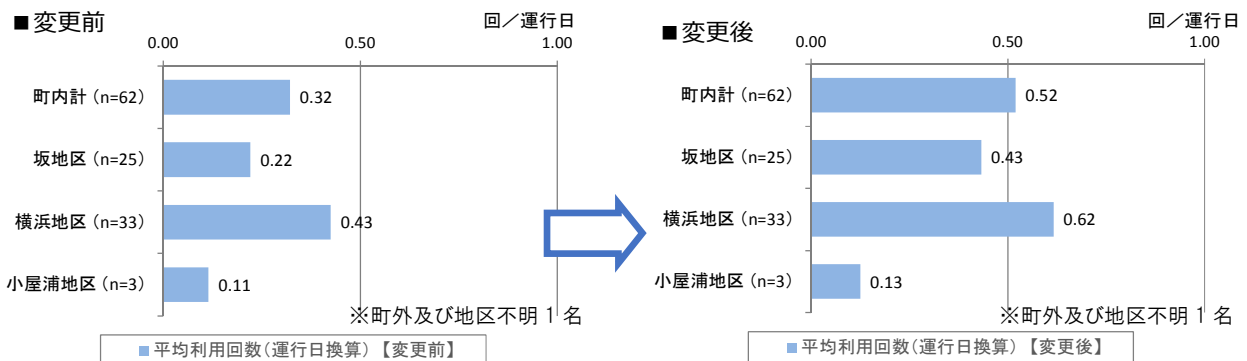 ■変更前
回／運行日
0.00 0.50 1.00
町内計 (n=62) 0.32
坂地区 (n=25) 0.22
横浜地区 (n=33) 0.43
小屋浦地区 (n=3) 0.11
※町外及び地区不明 1 名
平均利用回数(運行日換算)【変更前】
■変更後
回／運行日
0.00 0.50 1.00
町内計 (n=62) 0.52
坂地区 (n=25) 0.43
横浜地区 (n=33) 0.62
小屋浦地区 (n=3) 0.13
※町外及び地区不明 1 名
平均利用回数(運行日換算)【変更後】